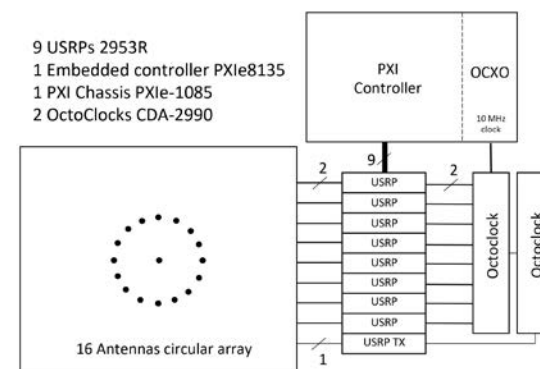 9 USRPs 2953R
1 Embedded controller PXIe8135
1 PXI Chassis PXIe-1085
2 OctoClocks CDA-2990
PXI
Controller
OCXO
10 MHz
clock
9
2
2
USRP
USRP
USRP
USRP
USRP
USRP
USRP
USRP
USRP TX
1
Octoclock
Octoclock
16 Antennas circular array